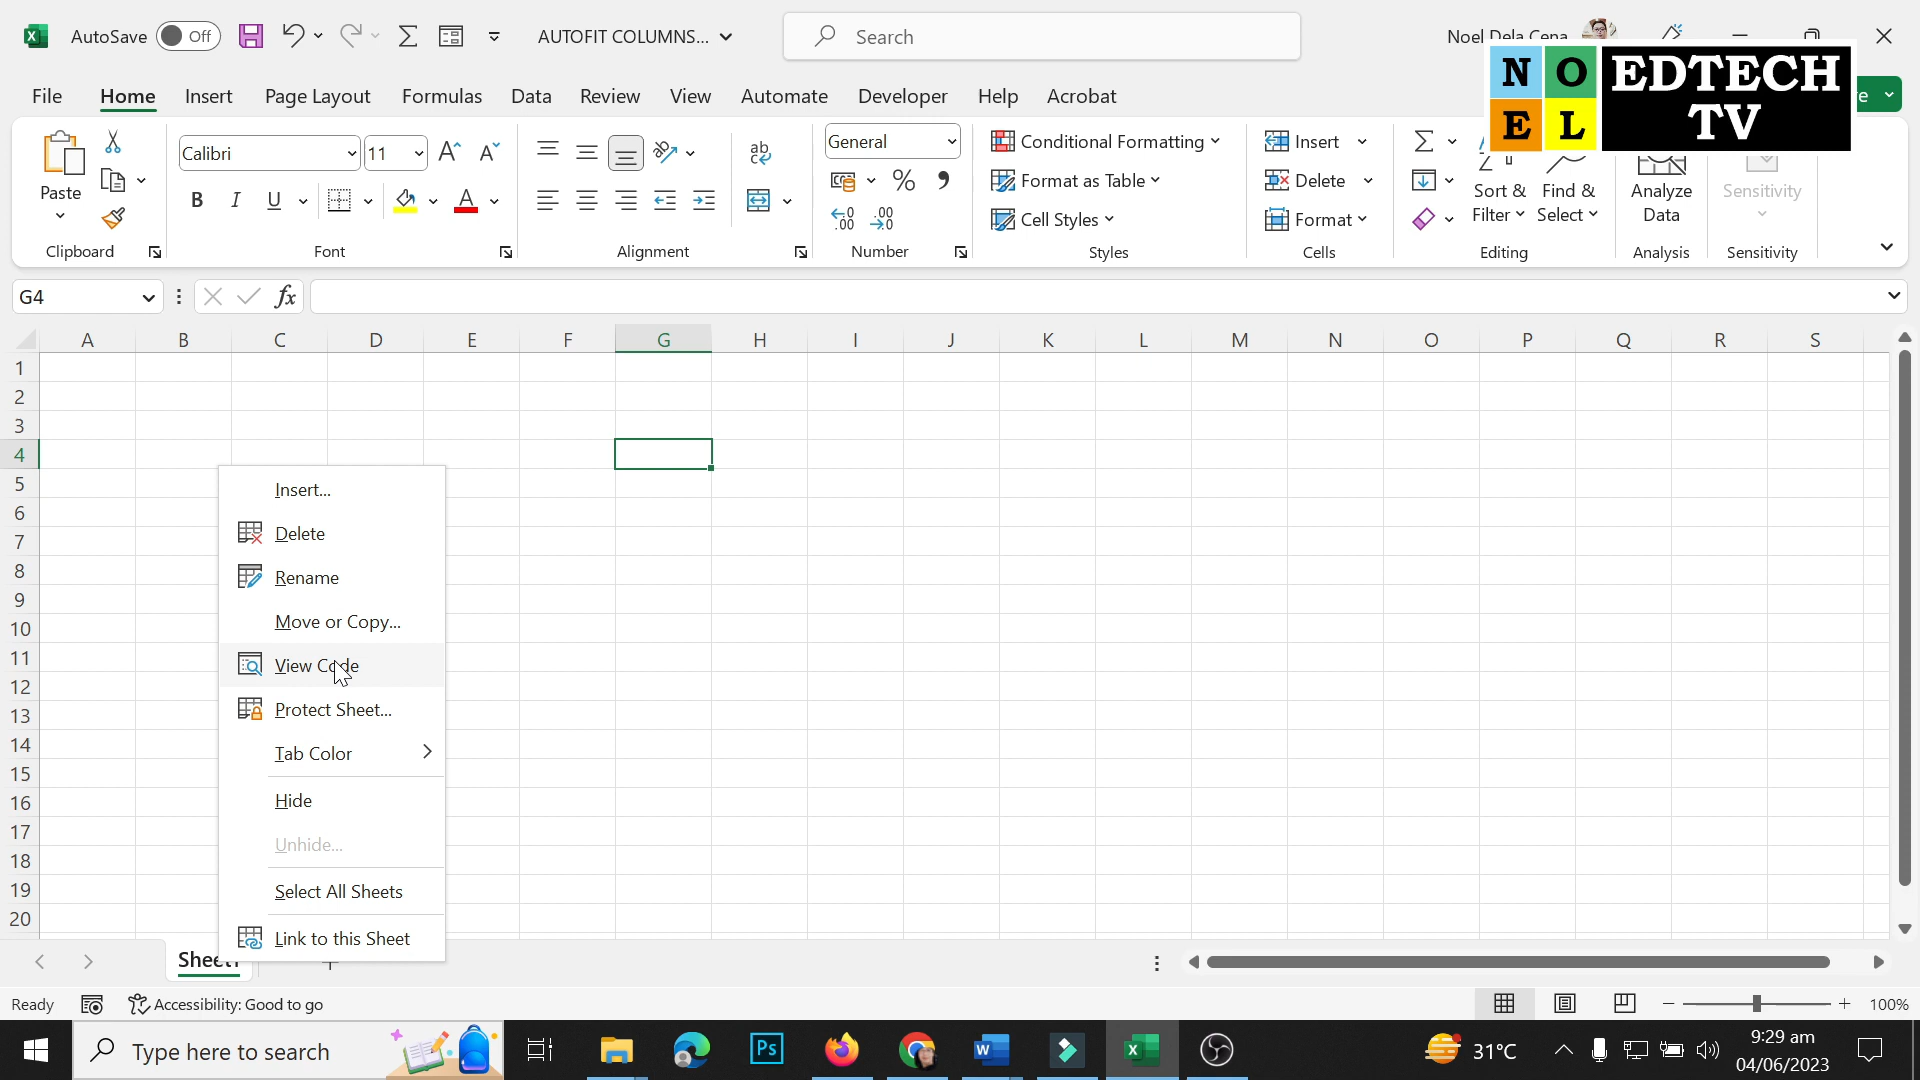 AutoSave Off AUTOFIT COLUMNS... Search Noel Dela Cena
N O EDTECH
E L TV
File Home Insert Page Layout Formulas Data Review View Automate Developer Help Acrobat
Paste
Calibri 11
B I U
General
Conditional Formatting
Format as Table
Cell Styles
Insert
Delete
Format
Sort & Filter
Find & Select
Analyze Data
Sensitivity
Clipboard Font Alignment Number Styles Cells Editing Analysis Sensitivity
G4 fx
A B C D E F G H I J K L M N O P Q R S
1
2
3
4
5
6
7
8
9
10
11
12
13
14
15
16
17
18
19
20
Insert...
Delete
Rename
Move or Copy...
View Code
Protect Sheet...
Tab Color
Hide
Unhide...
Select All Sheets
Link to this Sheet
Sheet1
Ready Accessibility: Good to go 100%
Type here to search 31°C 9:29 am
04/06/2023